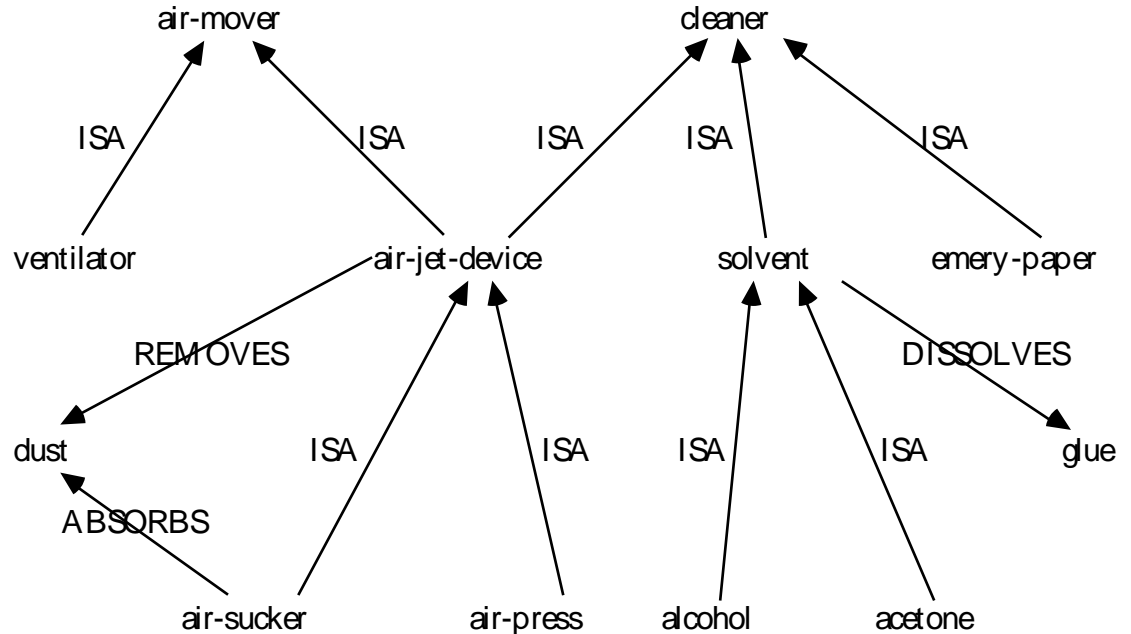 air-mover cleaner
ISA ISA ISA ISA ISA
ventilator air-jet-device solvent emery-paper
REMOVES DISSOLVES
dust ISA ISA ISA ISA glue
ABSORBS
air-sucker air-press alcohol acetone